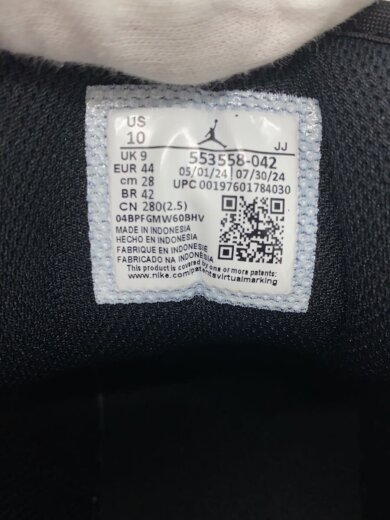 US
10
JJ
UK 9
553558-042
EUR 44
05/01/24 | 07/30/24
cm 28
UPC 00197601784030
BR 42
CN 280(2.5)
04BPFGMW60BHV
MADE IN INDONESIA
HECHO EN INDONESIA
FABRIQUE EN INDONESIE
FABRICADO NA INDONESIA
This product is covered by one or more patents:
www.nike.com/patentsvirtualmarking